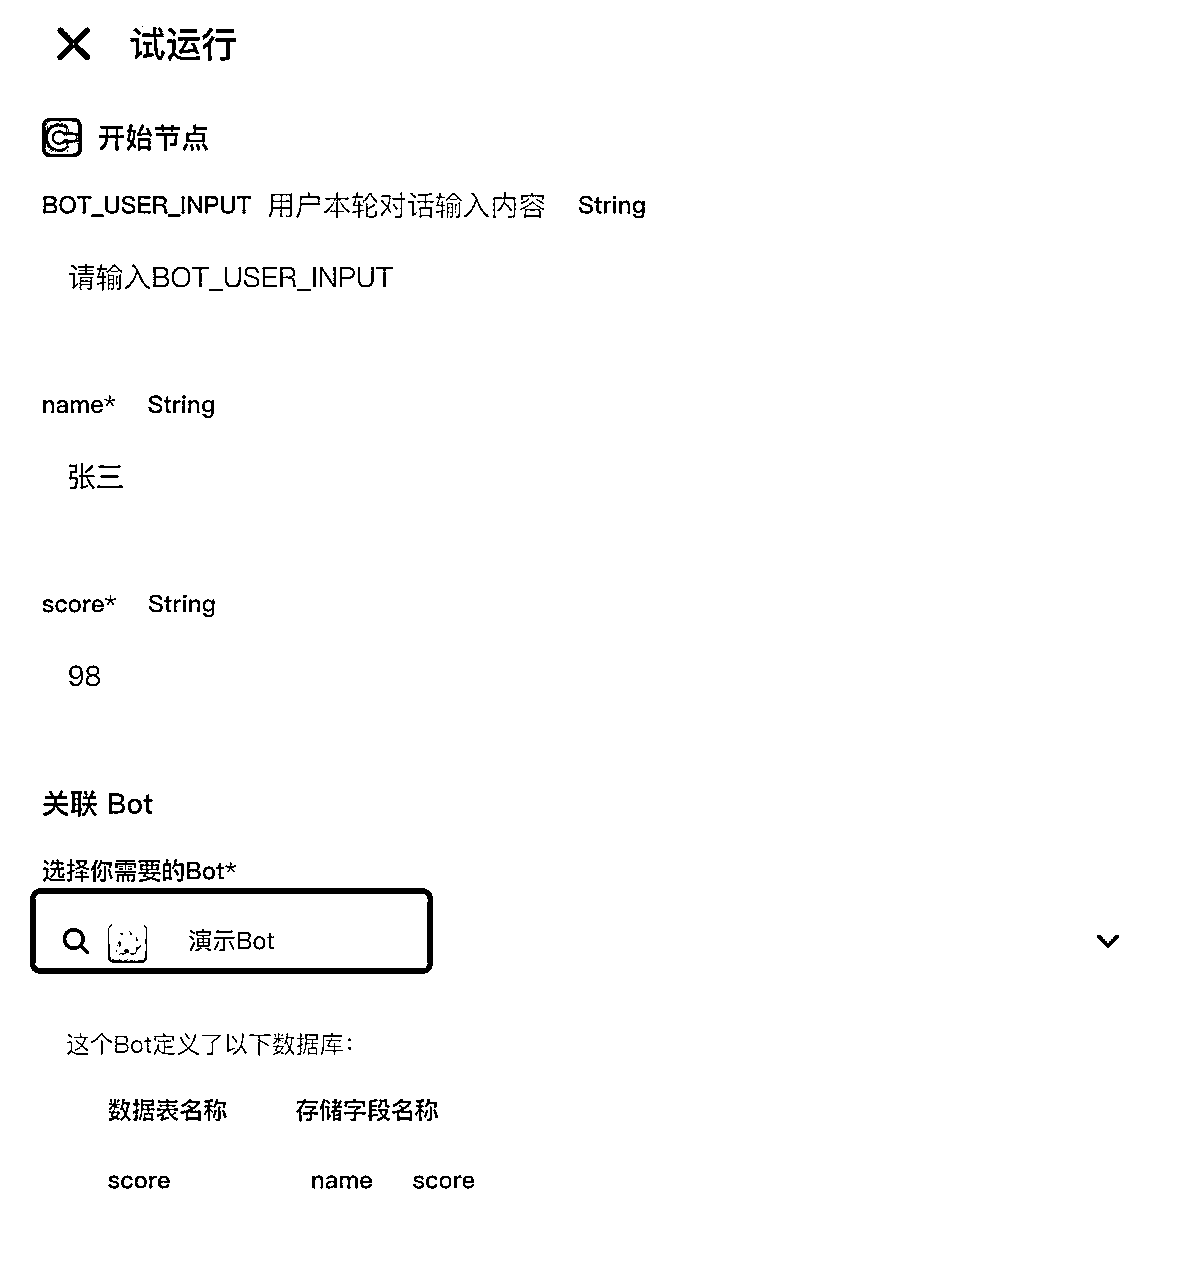 试运行
开始节点
BOT_USER_INPUT 用户本轮对话输入内容 String
请输入BOT_USER_INPUT
name* String
张三
score* String
98
关联 Bot
选择你需要的Bot*
演示Bot
这个Bot定义了以下数据库：
数据表名称 存储字段名称
score name score